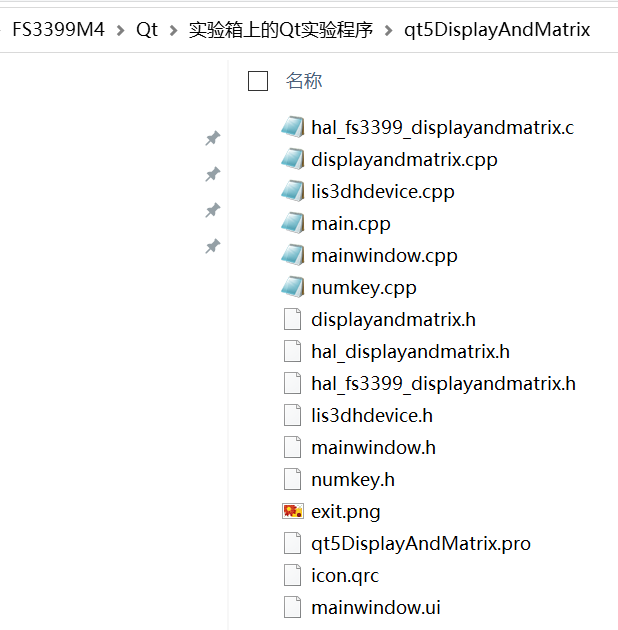 FS3399M4 > Qt > 实验箱上的Qt实验程序 > qt5DisplayAndMatrix
名称
hal_fs3399_displayandmatrix.c
displayandmatrix.cpp
lis3dhdevice.cpp
main.cpp
mainwindow.cpp
numkey.cpp
displayandmatrix.h
hal_displayandmatrix.h
hal_fs3399_displayandmatrix.h
lis3dhdevice.h
mainwindow.h
numkey.h
exit.png
qt5DisplayAndMatrix.pro
icon.qrc
mainwindow.ui